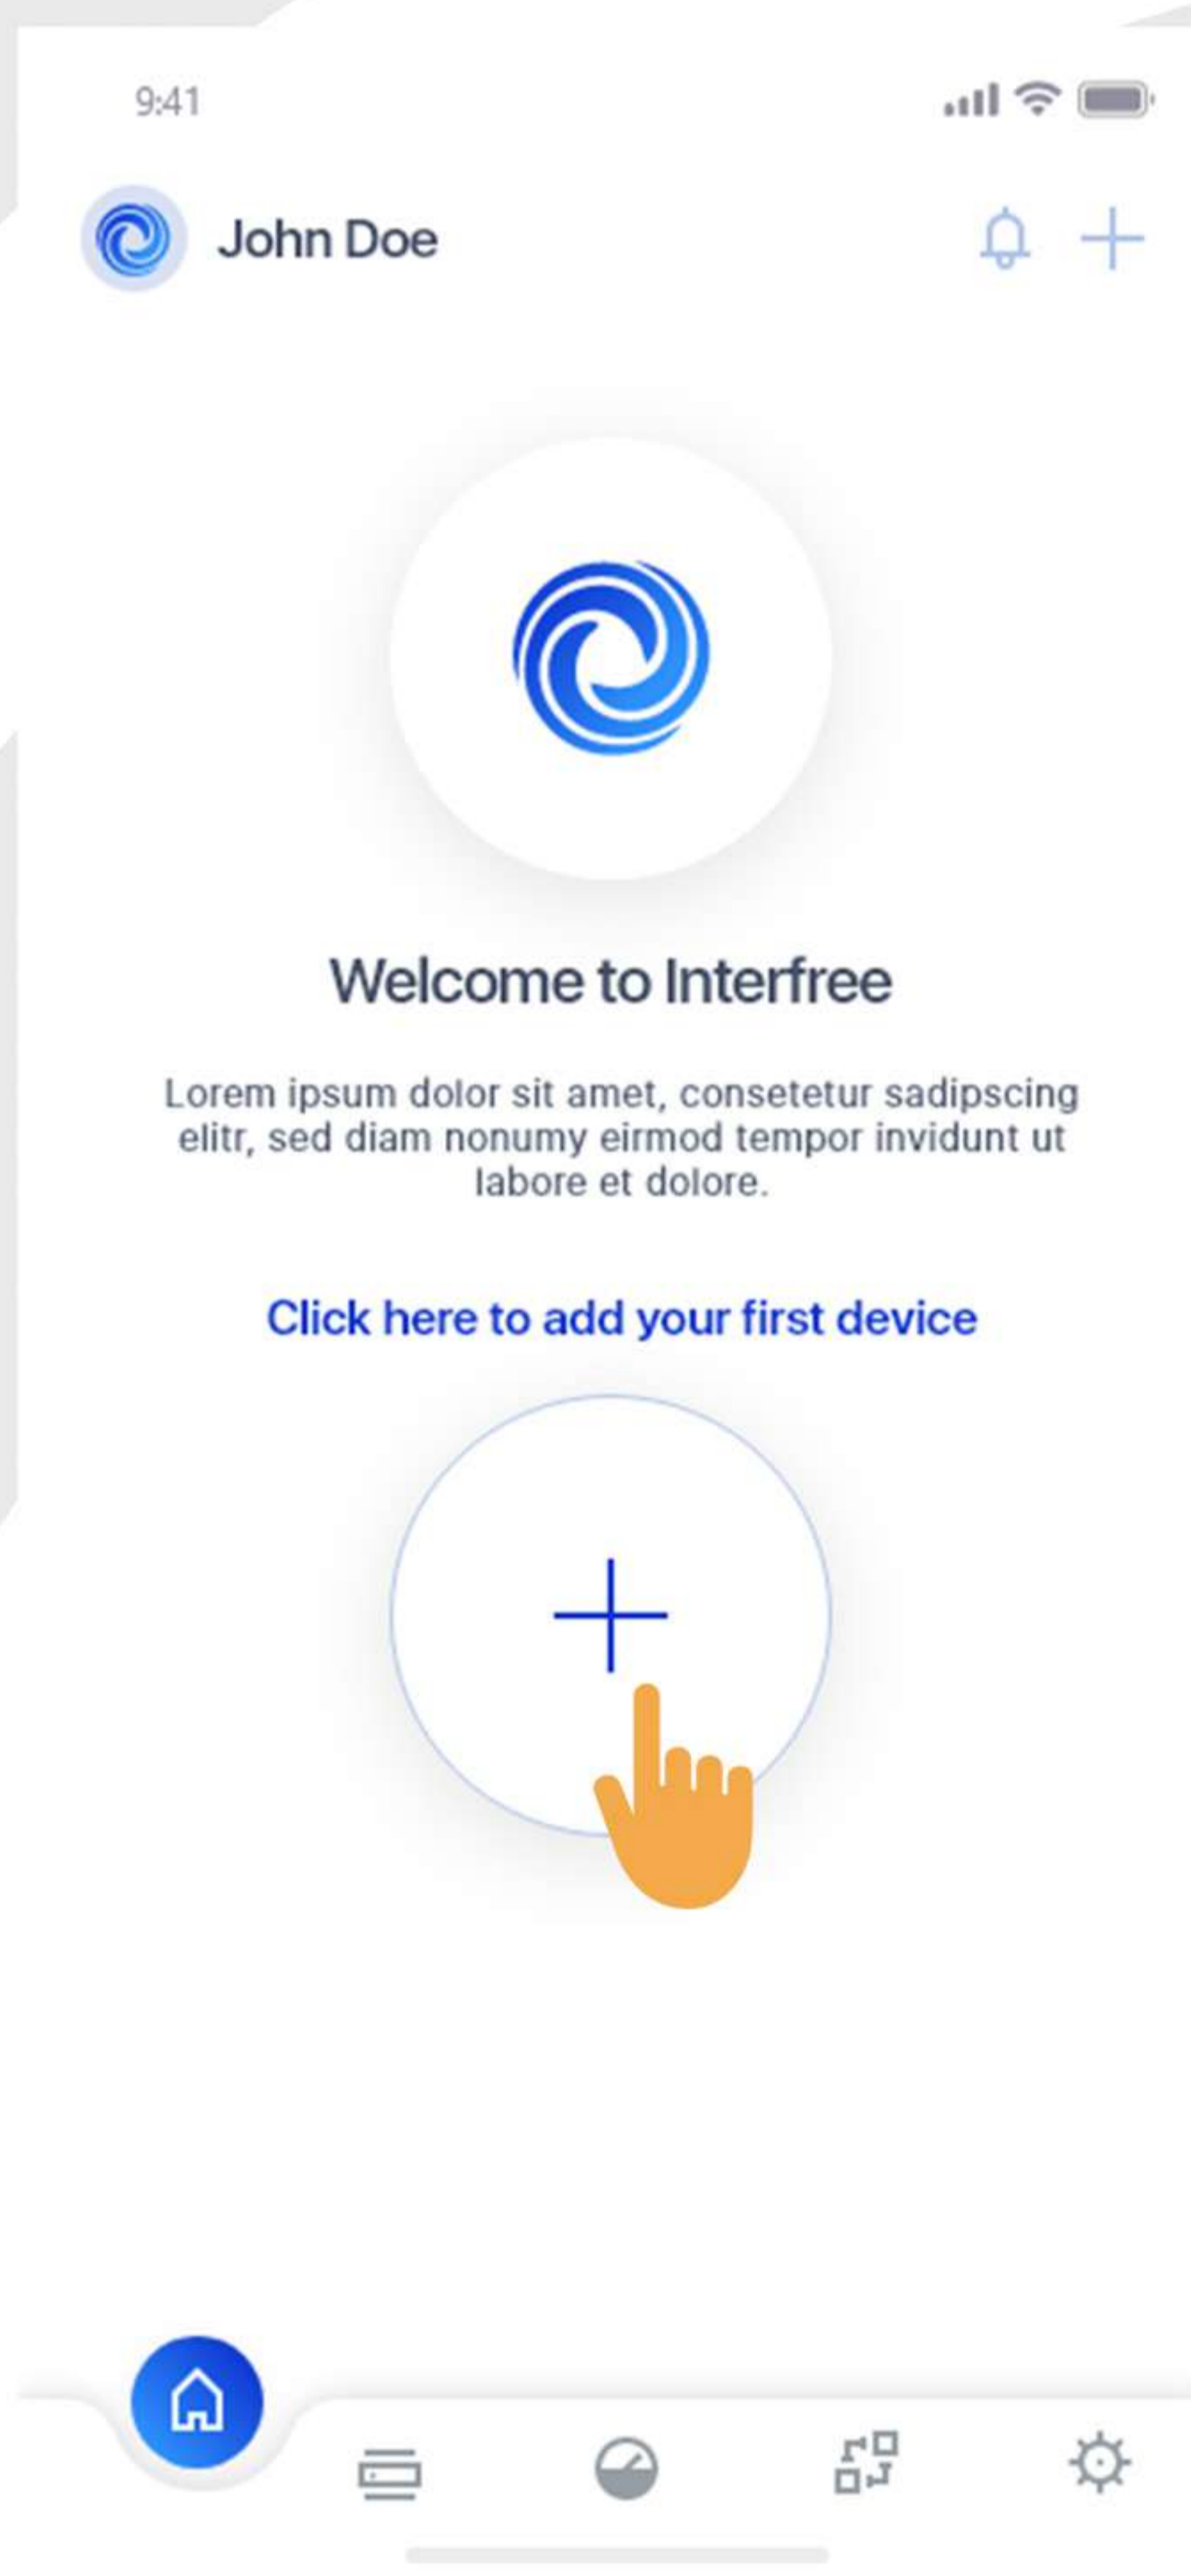 9:41
John Doe
Welcome to Interfree
Lorem ipsum dolor sit amet, consetetur sadipscing
elitr, sed diam nonumy eirmod tempor invidunt ut
labore et dolore.
Click here to add your first device